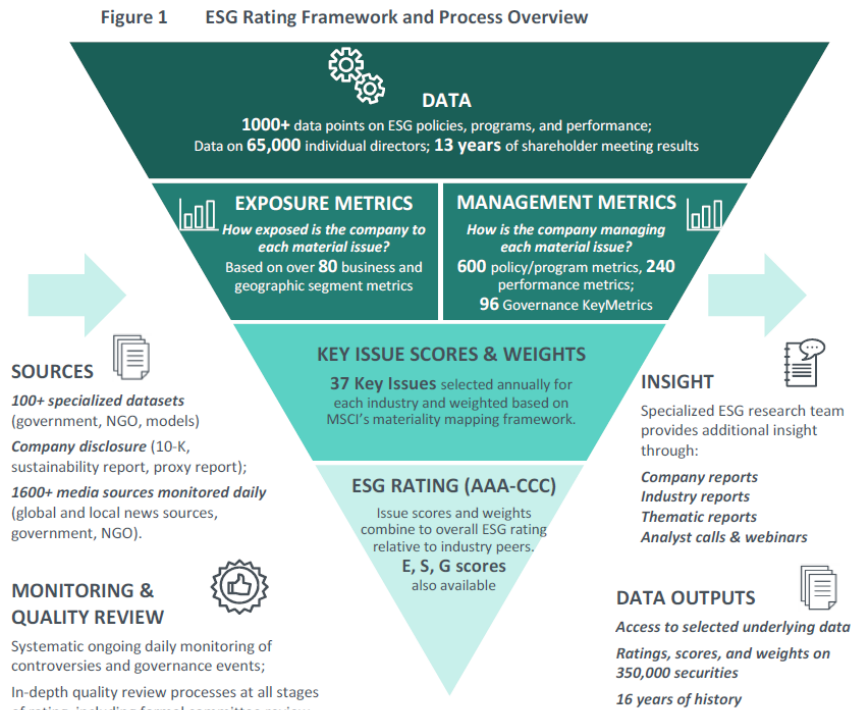 Figure 1 ESG Rating Framework and Process Overview
DATA
1000+ data points on ESG policies, programs, and performance;
Data on 65,000 individual directors; 13 years of shareholder meeting results
EXPOSURE METRICS
How exposed is the company to
each material issue?
Based on over 80 business and
geographic segment metrics
MANAGEMENT METRICS
How is the company managing
each material issue?
600 policy/program metrics, 240
performance metrics;
96 Governance KeyMetrics
KEY ISSUE SCORES & WEIGHTS
37 Key Issues selected annually for
each industry and weighted based on
MSCI's materiality mapping framework.
ESG RATING (AAA-CCC)
Issue scores and weights
combine to overall ESG rating
relative to industry peers.
E, S, G scores
also available
SOURCES
100+ specialized datasets
(government, NGO, models)
Company disclosure (10-K,
sustainability report, proxy report);
1600+ media sources monitored daily
(global and local news sources,
government, NGO).
MONITORING &
QUALITY REVIEW
Systematic ongoing daily monitoring of
controversies and governance events;
In-depth quality review processes at all stages
of rating, including formal committee review
INSIGHT
Specialized ESG research team
provides additional insight
through:
Company reports
Industry reports
Thematic reports
Analyst calls & webinars
DATA OUTPUTS
Access to selected underlying data
Ratings, scores, and weights on
350,000 securities
16 years of history